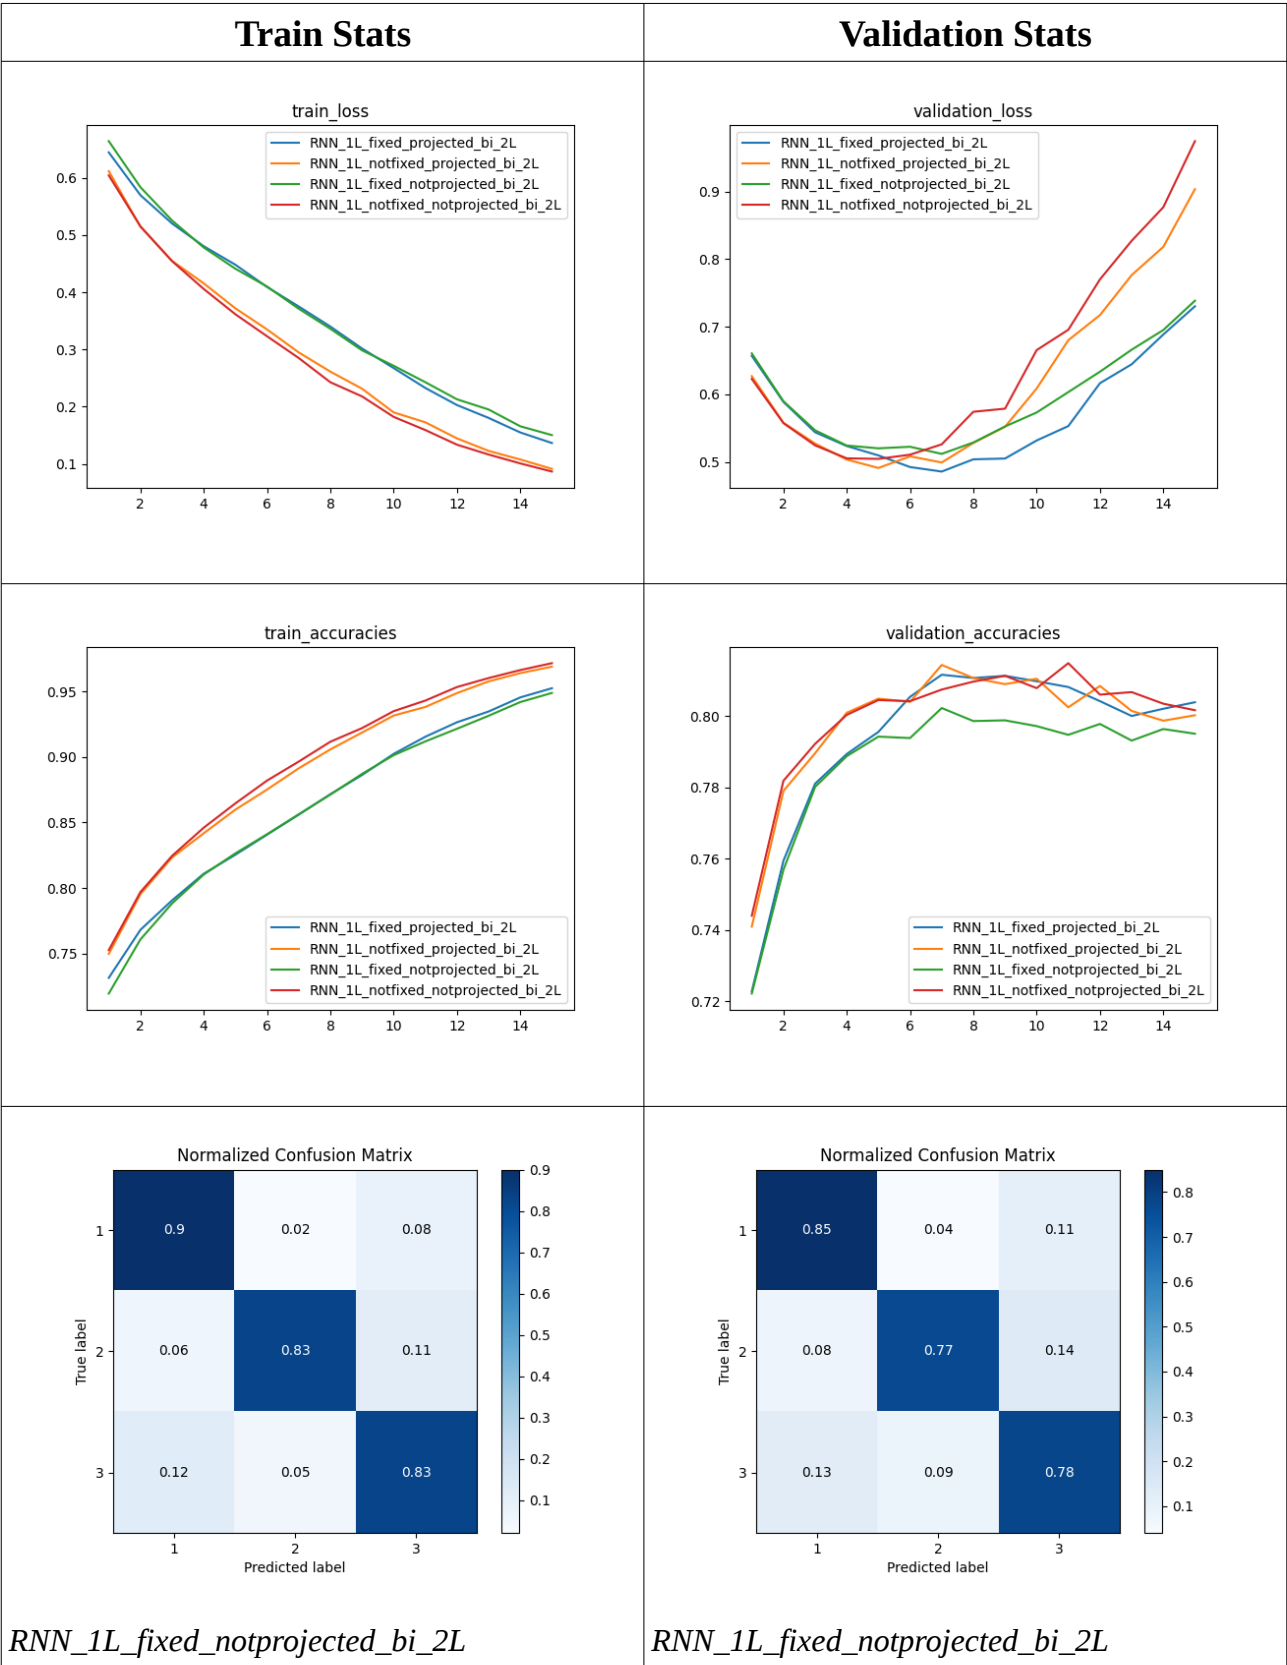 Train Stats
Validation Stats
train_loss
RNN_1L_fixed_projected_bi_2L
RNN_1L_notfixed_projected_bi_2L
RNN_1L_fixed_notprojected_bi_2L
RNN_1L_notfixed_notprojected_bi_2L
0.6
0.5
0.4
0.3
0.2
0.1
2 4 6 8 10 12 14
validation_loss
RNN_1L_fixed_projected_bi_2L
RNN_1L_notfixed_projected_bi_2L
RNN_1L_fixed_notprojected_bi_2L
RNN_1L_notfixed_notprojected_bi_2L
0.9
0.8
0.7
0.6
0.5
2 4 6 8 10 12 14
train_accuracies
0.95
0.90
0.85
0.80
0.75
RNN_1L_fixed_projected_bi_2L
RNN_1L_notfixed_projected_bi_2L
RNN_1L_fixed_notprojected_bi_2L
RNN_1L_notfixed_notprojected_bi_2L
2 4 6 8 10 12 14
validation_accuracies
0.80
0.78
0.76
0.74
0.72
RNN_1L_fixed_projected_bi_2L
RNN_1L_notfixed_projected_bi_2L
RNN_1L_fixed_notprojected_bi_2L
RNN_1L_notfixed_notprojected_bi_2L
2 4 6 8 10 12 14
Normalized Confusion Matrix
True label
1 0.9 0.02 0.08
2 0.06 0.83 0.11
3 0.12 0.05 0.83
1 2 3
Predicted label
0.9
0.8
0.7
0.6
0.5
0.4
0.3
0.2
0.1
RNN_1L_fixed_notprojected_bi_2L
Normalized Confusion Matrix
True label
1 0.85 0.04 0.11
2 0.08 0.77 0.14
3 0.13 0.09 0.78
1 2 3
Predicted label
0.8
0.7
0.6
0.5
0.4
0.3
0.2
0.1
RNN_1L_fixed_notprojected_bi_2L